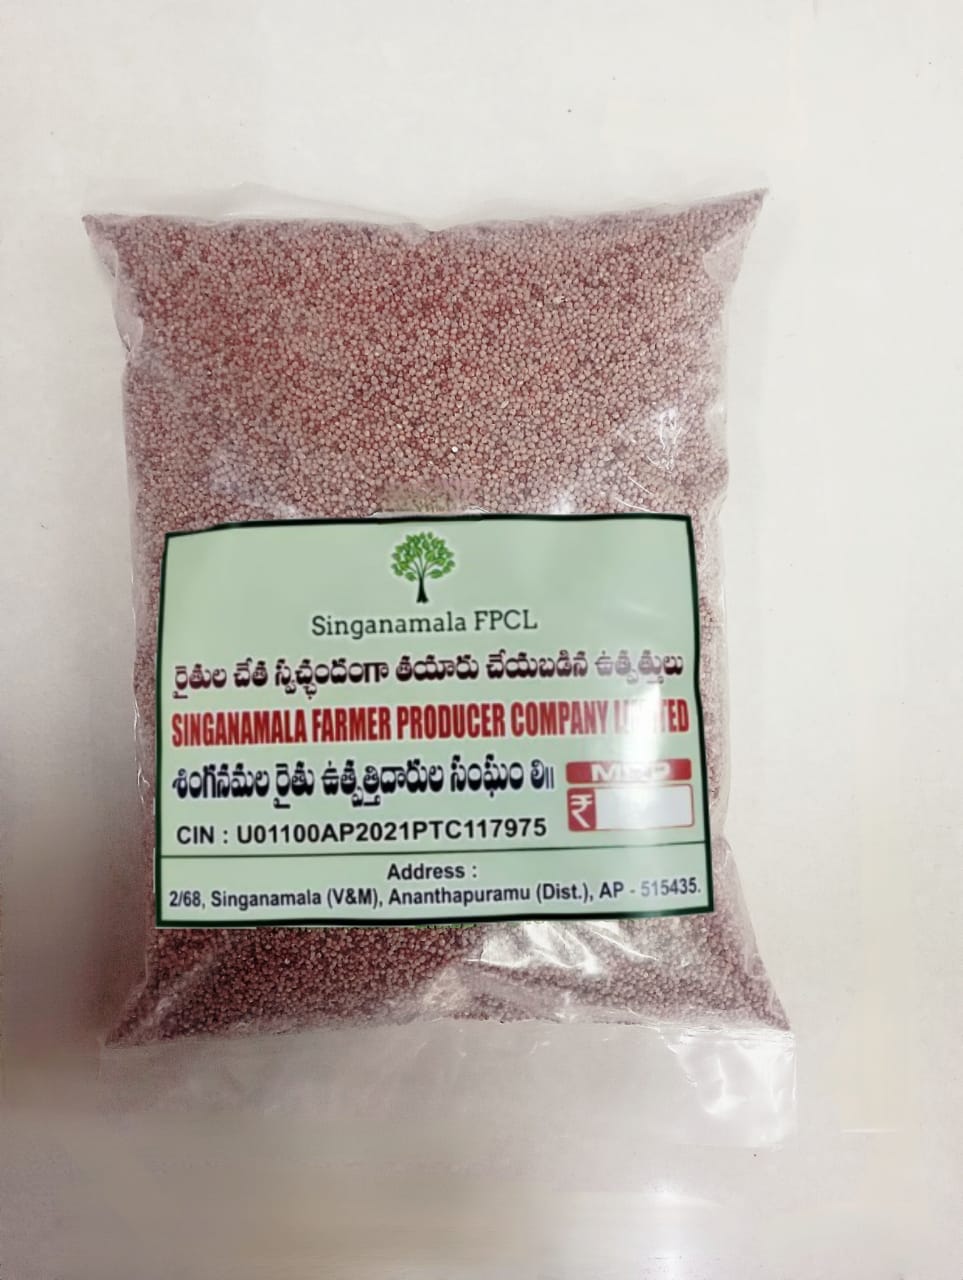 Singanamala FPCL
రైతుల చేత స్వచ్ఛందంగా తయారు చేయబడిన ఉత్పత్తులు
SINGANAMALA FARMER PRODUCER COMPANY LIMITED
శింగనమల రైతు ఉత్పత్తిదారుల సంఘం లి||
MRP
₹
CIN : U01100AP2021PTC117975
Address :
2/68, Singanamala (V&M), Ananthapuramu (Dist.), AP - 515435.